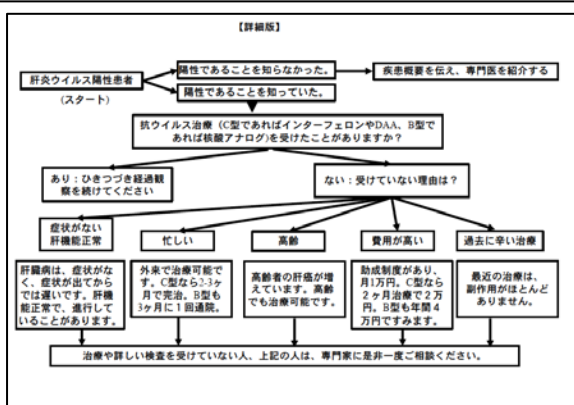 【詳細版】
陽性であることを知らなかった。
疾患概要を伝え、専門医を紹介する
肝炎ウイルス陽性患者
(スタート)
陽性であることを知っていた。
抗ウイルス治療（C型であればインターフェロンやDAA、B型で
あれば核酸アナログ)を受けたことがありますか？
あり：ひきつづき経過観
察を続けてください
ない：受けていない理由は？
症状がない
肝機能正常
忙しい
高齢
費用が高い
過去に辛い治療
肝臓病は、症状がな
く、症状が出てから
では遅いです。肝機
能正常で、進行して
いることがあります。
外来で治療可能で
す。C型なら2-3ヶ
月で完治。B型も
3ヶ月に１回通院。
高齢者の肝癌が増
えています。高齢
でも治療可能です。
助成制度があり、
月1万円。C型なら
２ヶ月治療で２万
円。B型も年間４
万円ですみます。
最近の治療は、
副作用がほとんど
ありません。
治療や詳しい検査を受けていない人、上記の人は、専門家に是非一度ご相談ください。